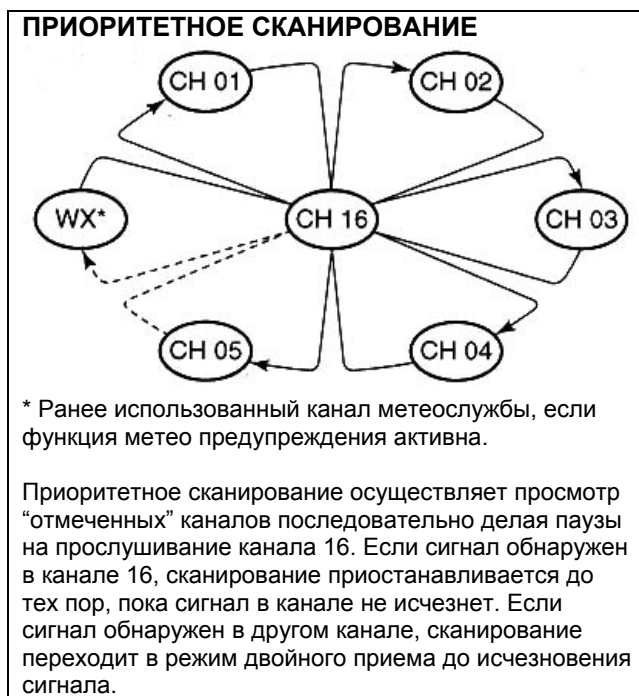 ПРИОРИТЕТНОЕ СКАНИРОВАНИЕ
CH 01
CH 02
WX*
CH 16
CH 03
CH 05
CH 04
* Ранее использованный канал метеослужбы, если
функция метео предупреждения активна.
Приоритетное сканирование осуществляет просмотр
“отмеченных” каналов последовательно делая паузы
на прослушивание канала 16. Если сигнал обнаружен
в канале 16, сканирование приостанавливается до
тех пор, пока сигнал в канале не исчезнет. Если
сигнал обнаружен в другом канале, сканирование
переходит в режим двойного приема до исчезновения
сигнала.